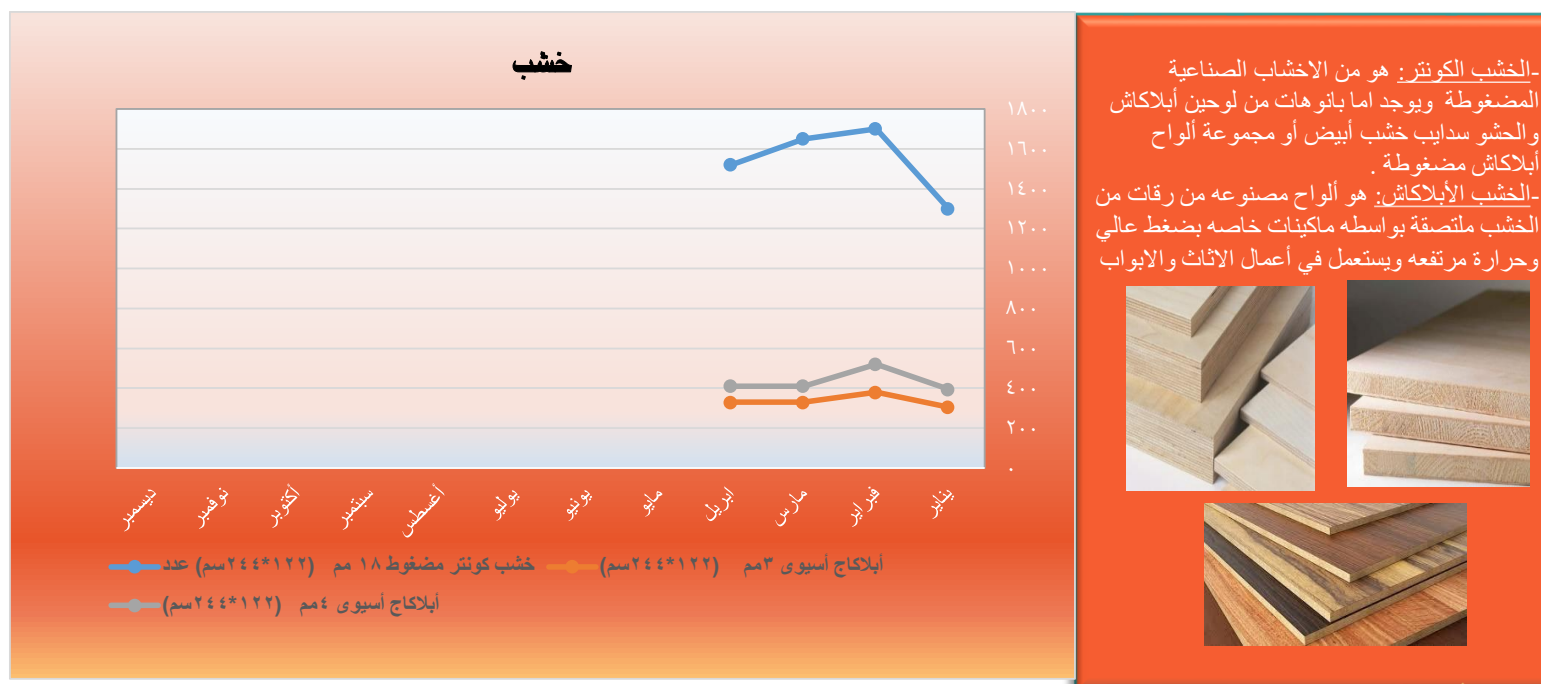 خشب
١٨٠٠
١٦٠٠
١٤٠٠
١٢٠٠
١٠٠٠
٨٠٠
٦٠٠
٤٠٠
٢٠٠
٠
يناير
فبراير
مارس
ابريل
مايو
يونيو
يوليو
أغسطس
سبتمبر
أكتوبر
نوفمبر
ديسمبر
خشب كونتر مضغوط ١٨ مم (١٢٢*٢٤٤سم) عدد
أبلاكاج أسيوى ٣مم (١٢٢*٢٤٤سم)
أبلاكاج أسيوى ٤مم (١٢٢*٢٤٤سم)
-الخشب الكونتر: هو من الاخشاب الصناعية
المضغوطة ويوجد اما بانوهات من لوحين أبلاكاش
والحشو سدايب خشب أبيض أو مجموعة ألواح
أبلاكاش مضغوطة .
-الخشب الأبلاكاش: هو ألواح مصنوعه من رقات من
الخشب ملتصقة بواسطه ماكينات خاصه بضغط عالي
وحرارة مرتفعه ويستعمل في أعمال الاثاث والابواب